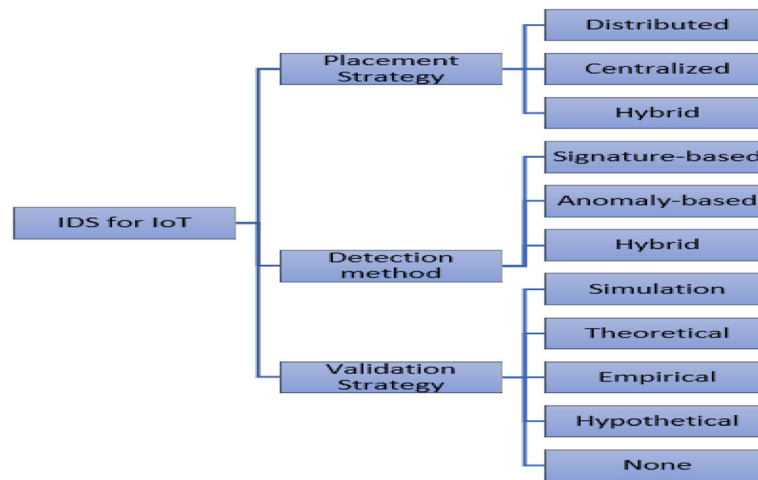 IDS for IoT
Placement
Strategy
Distributed
Centralized
Hybrid
Detection
method
Signature-based
Anomaly-based
Hybrid
Validation
Strategy
Simulation
Theoretical
Empirical
Hypothetical
None